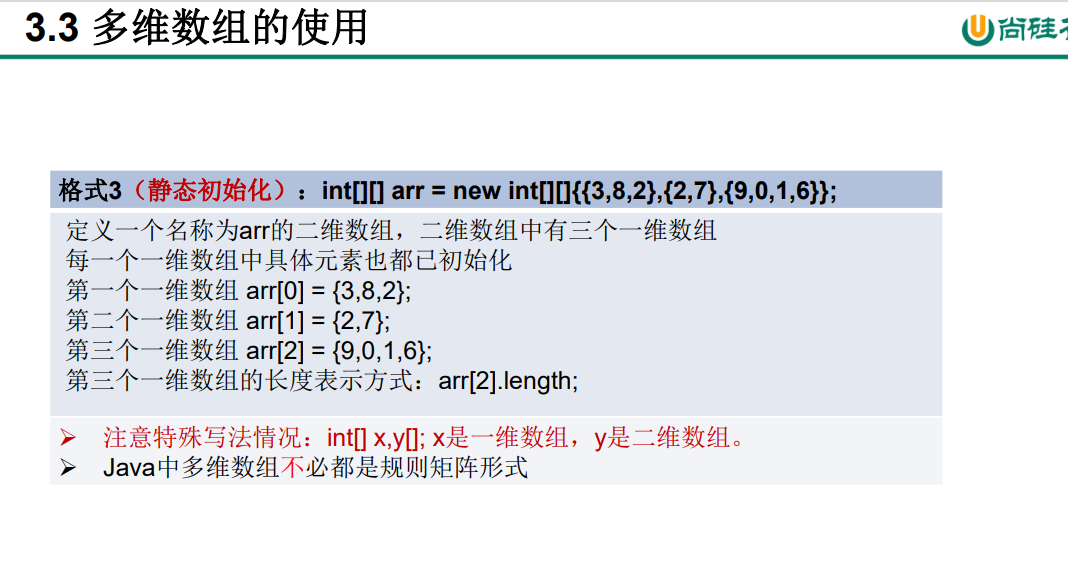 3.3 多维数组的使用
尚硅
格式3（静态初始化）：int[][] arr = new int[][]{{3,8,2},{2,7},{9,0,1,6}};
定义一个名称为arr的二维数组，二维数组中有三个一维数组
每一个一维数组中具体元素也都已初始化
第一个一维数组 arr[0] = {3,8,2};
第二个一维数组 arr[1] = {2,7};
第三个一维数组 arr[2] = {9,0,1,6};
第三个一维数组的长度表示方式：arr[2].length;
➢ 注意特殊写法情况：int[] x,y[]; x是一维数组，y是二维数组。
➢ Java中多维数组不必都是规则矩阵形式